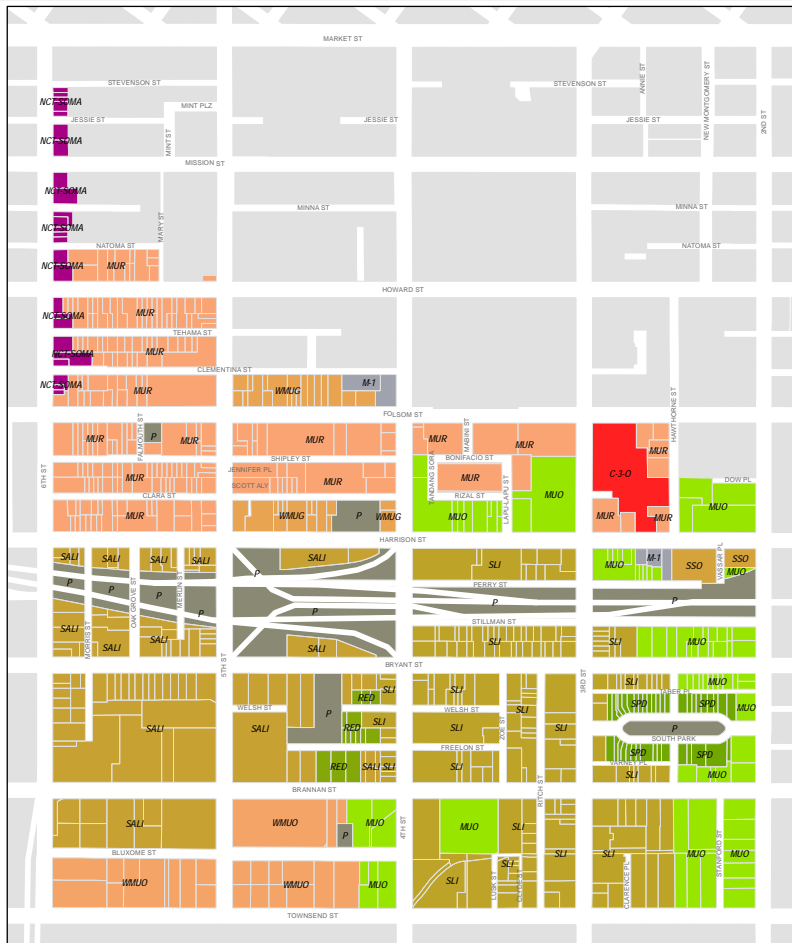 MARKET ST
STEVENSON ST
STEVENSON ST
ANNIE ST
NEW MONTGOMERY ST
2ND ST
NCT-SOMA
MINT PLZ
JESSIE ST
JESSIE ST
JESSIE ST
MINT ST
NCT-SOMA
MISSION ST
NCT-SOMA
MINNA ST
MINNA ST
NCT-SOMA
MARY ST
NATOMA ST
NATOMA ST
NCT-SOMA
MUR
HOWARD ST
NCT-SOMA
MUR
TEHAMA ST
NCT-SOMA
MUR
CLEMENTINA ST
NCT-SOMA
MUR
WMUG
M-1
FOLSOM ST
HAWTHORNE ST
MUR
FALMOUTH ST
P
MUR
MUR
MUR
MABINI ST
MUR
MUR
SHIPLEY ST
BONIFACIO ST
6TH ST
MUR
JENNIFER PL
SCOTT ALY
MUR
TANDANG SORA
MUR
LAPU-LAPU ST
MUO
C-3-O
DOW PL
CLARA ST
RIZAL ST
MUO
MUR
WMUG
P
WMUG
MUO
MUR
MUR
HARRISON ST
SALI
SALI
SALI
SALI
SLI
MUO
M-1
SSO
VASSAR PL
SSO
MUO
P
P
P
P
P
P
PERRY ST
P
P
OAK GROVE ST
MERLIN ST
MORRIS ST
STILLMAN ST
SALI
SALI
SALI
SALI
SLI
SLI
MUO
5TH ST
BRYANT ST
3RD ST
SLI
RED
SLI
SLI
SLI
MUO
TABER PL
WELSH ST
WELSH ST
SPD
SPD
MUO
SALI
SALI
P
RED
SLI
SLI
ZOE ST
SLI
P
SOUTH PARK
FREELON ST
RED
SALI
SLI
SLI
SPD
SPD
VARNEY PL
SLI
MUO
BRANNAN ST
RITCH ST
SALI
WMUO
P
MUO
4TH ST
MUO
SLI
SLI
SLI
MUO
STANFORD ST
MUO
BLUXOME ST
WMUO
WMUO
MUO
SLI
LUSK ST
SLI
CLYDE ST
CLARENCE PL
TOWNSEND ST